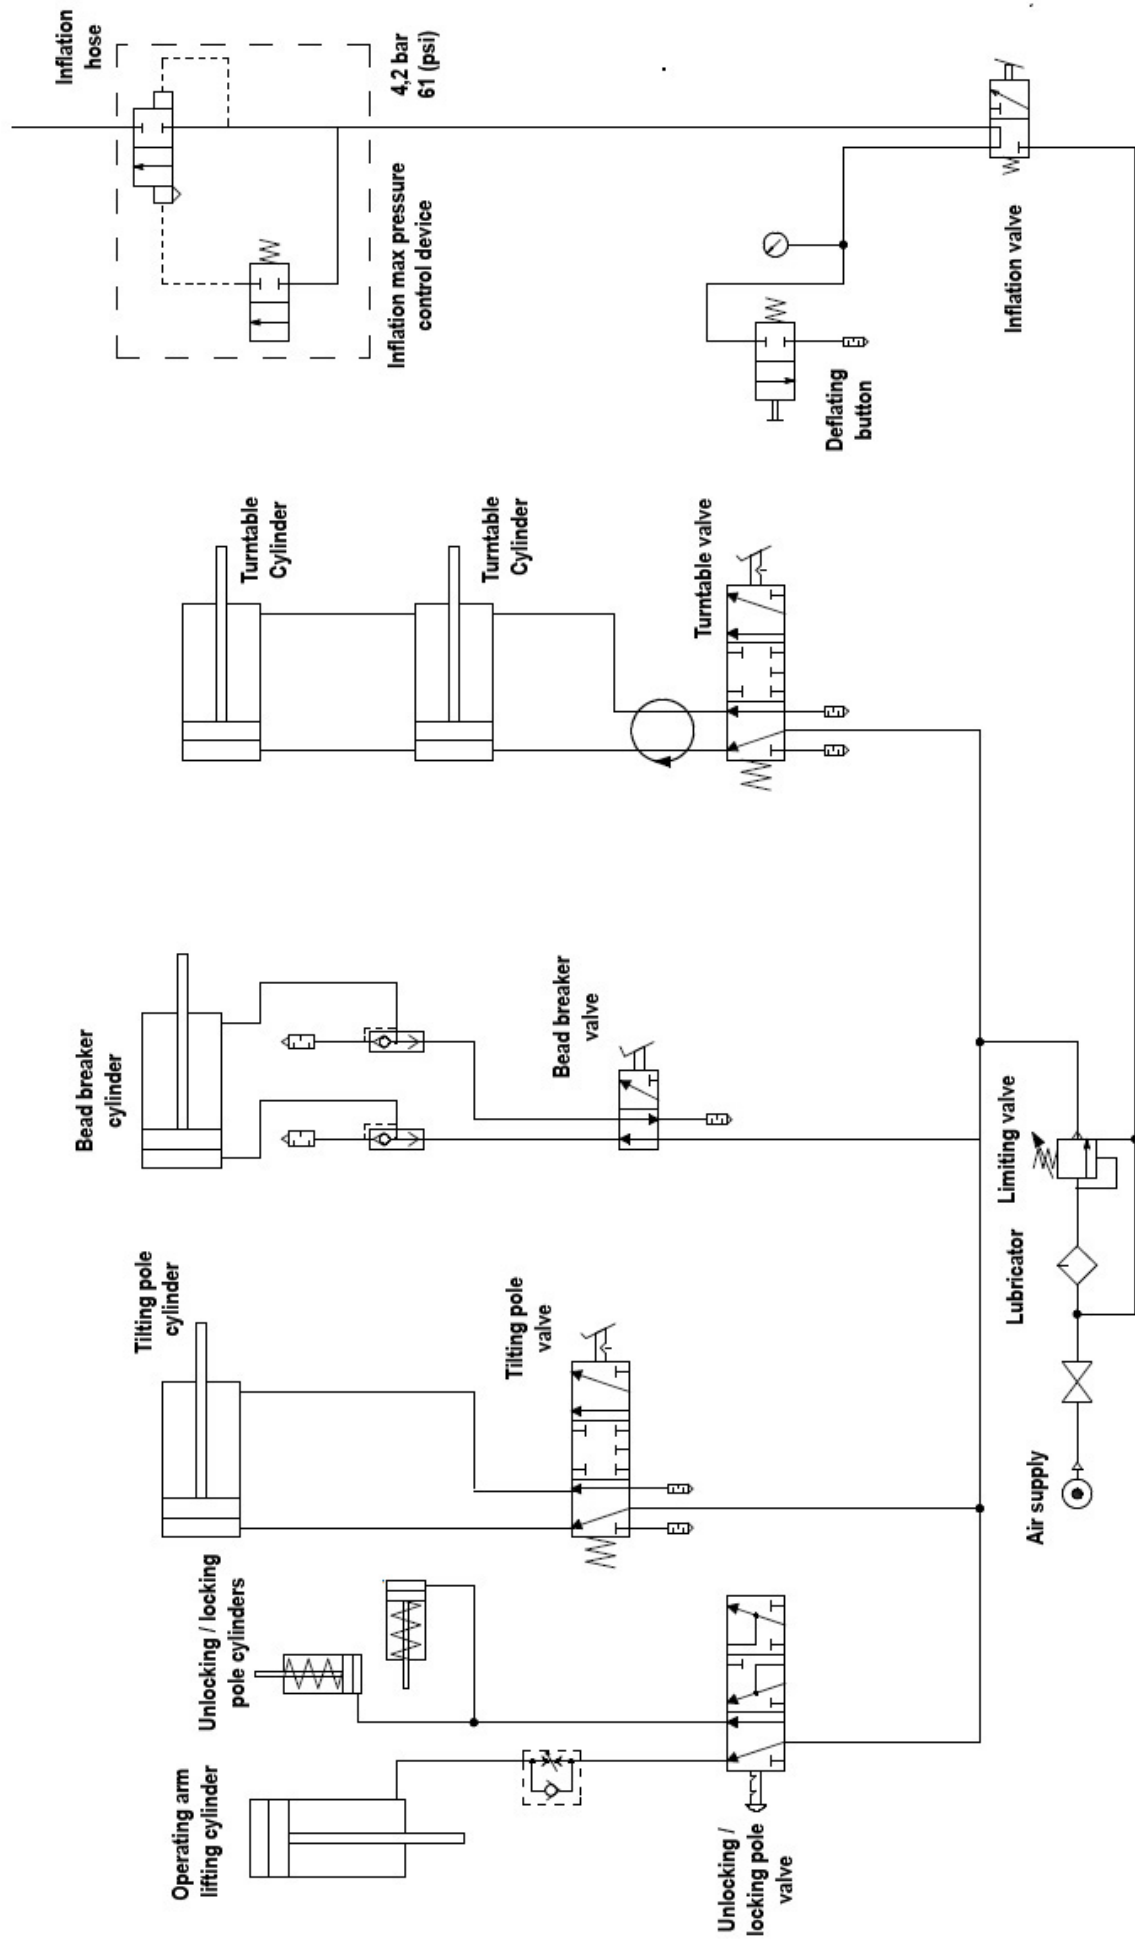 Operating arm
lifting cylinder
Unlocking / locking
pole cylinders
Tilting pole
cylinder
Bead breaker
cylinder
Turntable
Cylinder
Turntable
Cylinder
Inflation
hose
4,2 bar
61 (psi)
Inflation max pressure
control device
Unlocking /
locking pole
valve
Tilting pole
valve
Bead breaker
valve
Turntable valve
Deflating
button
Inflation valve
Air supply
Lubricator
Limiting valve